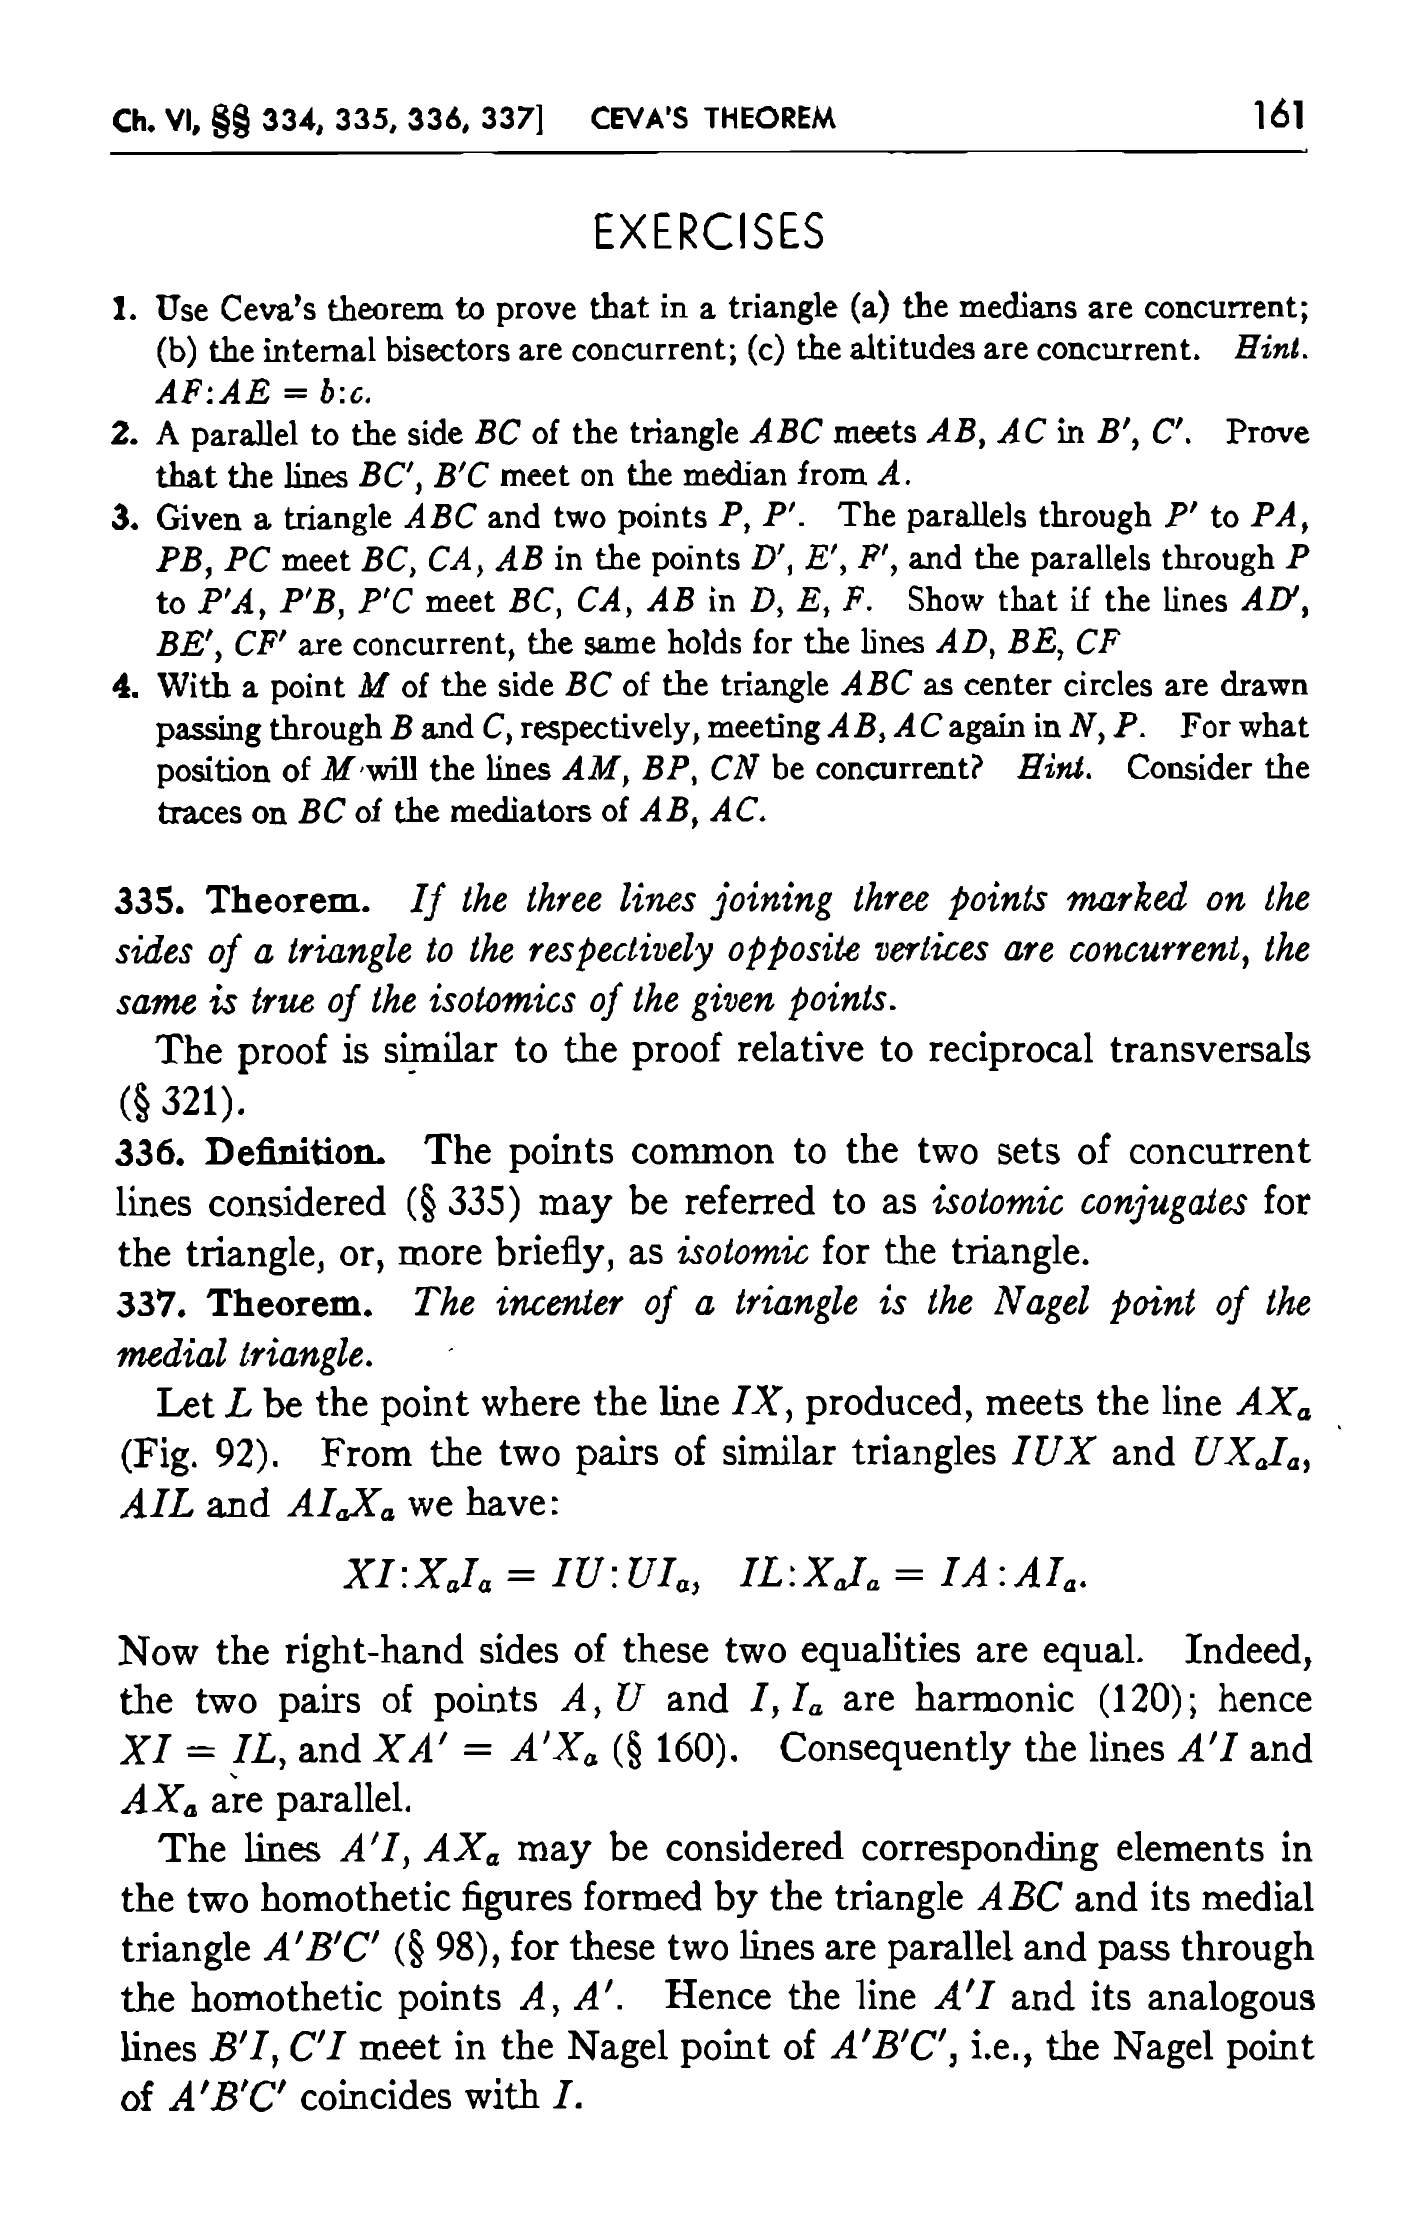 Ch. VI, §§ 334, 335, 336, 337] CEVA'S THEOREM 161
EXERCISES
1. Use Ceva's theorem to prove that in a triangle (a) the medians are concurrent;
(b) the internal bisectors are concurrent; (c) the altitudes are concurrent. Hint.
AF:AE = b:c.
2. A parallel to the side BC of the triangle ABC meets AB, AC in B', C'. Prove
that the lines BC', B'C meet on the median from A.
3. Given a triangle ABC and two points P, P'. The parallels through P' to PA,
PB, PC meet BC, CA, AB in the points D', E', F', and the parallels through P
to P'A, P'B, P'C meet BC, CA, AB in D, E, F. Show that if the lines AD',
BE', CF' are concurrent, the same holds for the lines AD, BE, CF
4. With a point M of the side BC of the triangle ABC as center circles are drawn
passing through B and C, respectively, meeting AB, AC again in N, P. For what
position of M will the lines AM, BP, CN be concurrent? Hint. Consider the
traces on BC of the mediators of AB, AC.
335. Theorem. If the three lines joining three points marked on the
sides of a triangle to the respectively opposite vertices are concurrent, the
same is true of the isotomics of the given points.
The proof is similar to the proof relative to reciprocal transversals
(§ 321).
336. Definition. The points common to the two sets of concurrent
lines considered (§ 335) may be referred to as isotomic conjugates for
the triangle, or, more briefly, as isotomic for the triangle.
337. Theorem. The incenter of a triangle is the Nagel point of the
medial triangle.
Let L be the point where the line IX, produced, meets the line AXₐ
(Fig. 92). From the two pairs of similar triangles IUX and UXₐIₐ,
AIL and AIₐXₐ we have:
XI:XₐIₐ = IU:UIₐ, IL:XₐIₐ = IA:AIₐ.
Now the right-hand sides of these two equalities are equal. Indeed,
the two pairs of points A, U and I, Iₐ are harmonic (120); hence
XI = IL, and XA' = A'Xₐ (§ 160). Consequently the lines A'I and
AXₐ are parallel.
The lines A'I, AXₐ may be considered corresponding elements in
the two homothetic figures formed by the triangle ABC and its medial
triangle A'B'C' (§ 98), for these two lines are parallel and pass through
the homothetic points A, A'. Hence the line A'I and its analogous
lines B'I, C'I meet in the Nagel point of A'B'C', i.e., the Nagel point
of A'B'C' coincides with I.